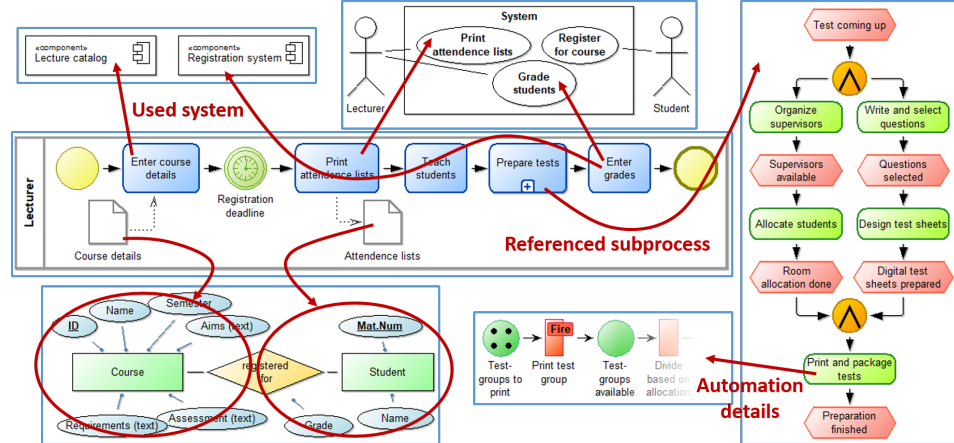 «component»
Lecture catalog
«component»
Registration system
Used system
System
Print
attendence lists
Register
for course
Grade
students
Lecturer
Student
Lecturer
Enter course
details
Registration
deadline
Print
attendence lists
Teach
students
Prepare tests
Enter
grades
Course details
Attendence lists
Referenced subprocess
ID
Name
Semester
Aims (text)
Course
Requirements (text)
Assessment (text)
registered
for
Mat.Num
Student
Grade
Name
Test-
groups to
print
Fire
Print test
group
Test-
groups
available
Divide
based on
allocation
Automation
details
Test coming up
Organize
supervisors
Write and select
questions
Supervisors
available
Questions
selected
Allocate students
Design test sheets
Room
allocation done
Digital test
sheets prepared
Print and package
tests
Preparation
finished